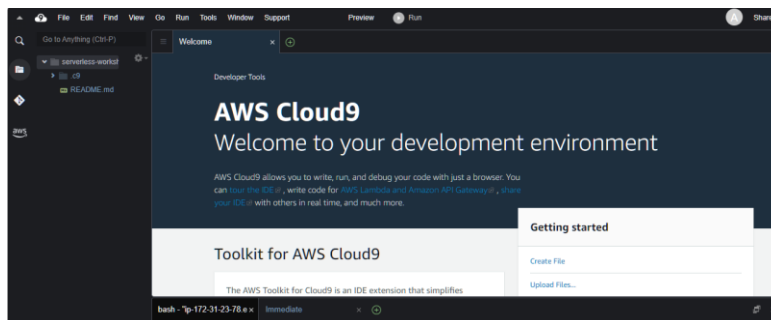 File Edit Find View Go Run Tools Window Support Preview Run A Share
Go to Anything (Ctrl-P) Welcome
serverless-worksh
.c9
README.md
aws
Developer Tools
AWS Cloud9
Welcome to your development environment
AWS Cloud9 allows you to write, run, and debug your code with just a browser. You
can tour the IDE , write code for AWS Lambda and Amazon API Gateway , share
your IDE with others in real time, and much more.
Getting started
Create File
Upload Files...
Toolkit for AWS Cloud9
The AWS Toolkit for Cloud9 is an IDE extension that simplifies
bash - "ip-172-31-23-78.e Immediate